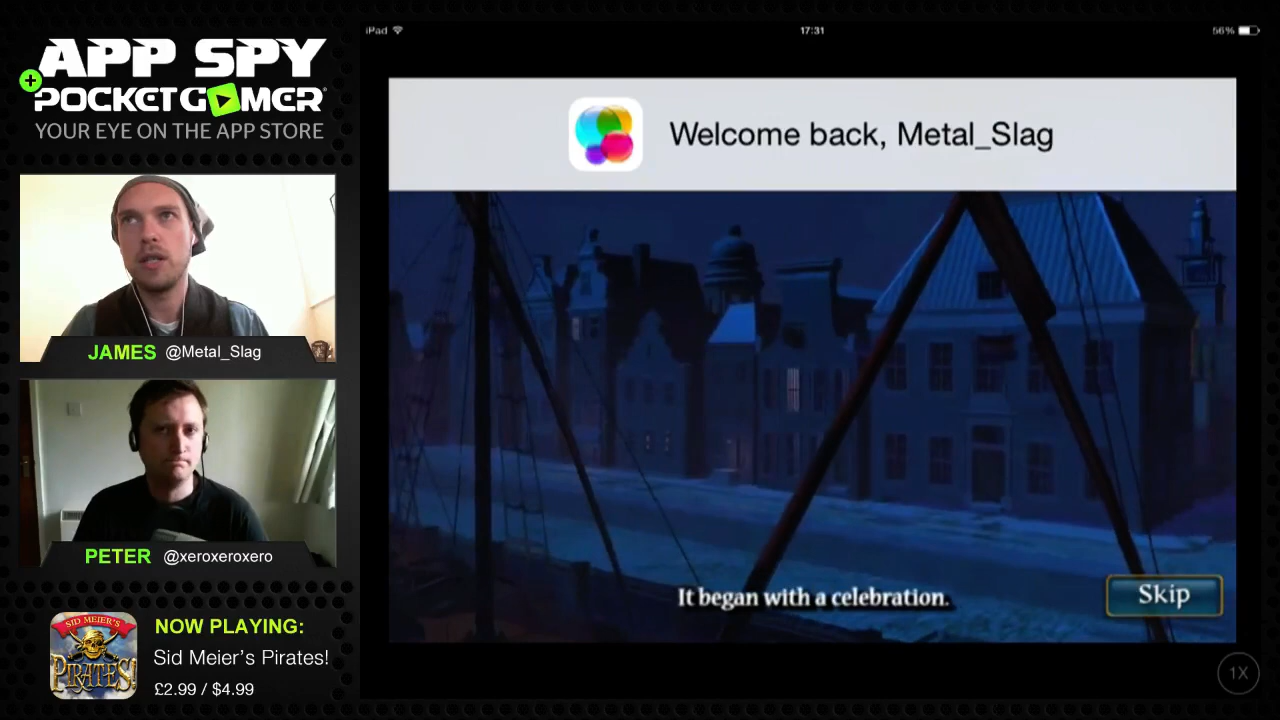 APP SPY
POCKET GAMER
YOUR EYE ON THE APP STORE
JAMES @Metal_Slag
PETER @xeroxeroxero
SID MEIER'S
PIRATES!
NOW PLAYING:
Sid Meier's Pirates!
£2.99 / $4.99
iPad 17:31 56%
Welcome back, Metal_Slag
It began with a celebration.
Skip
1X